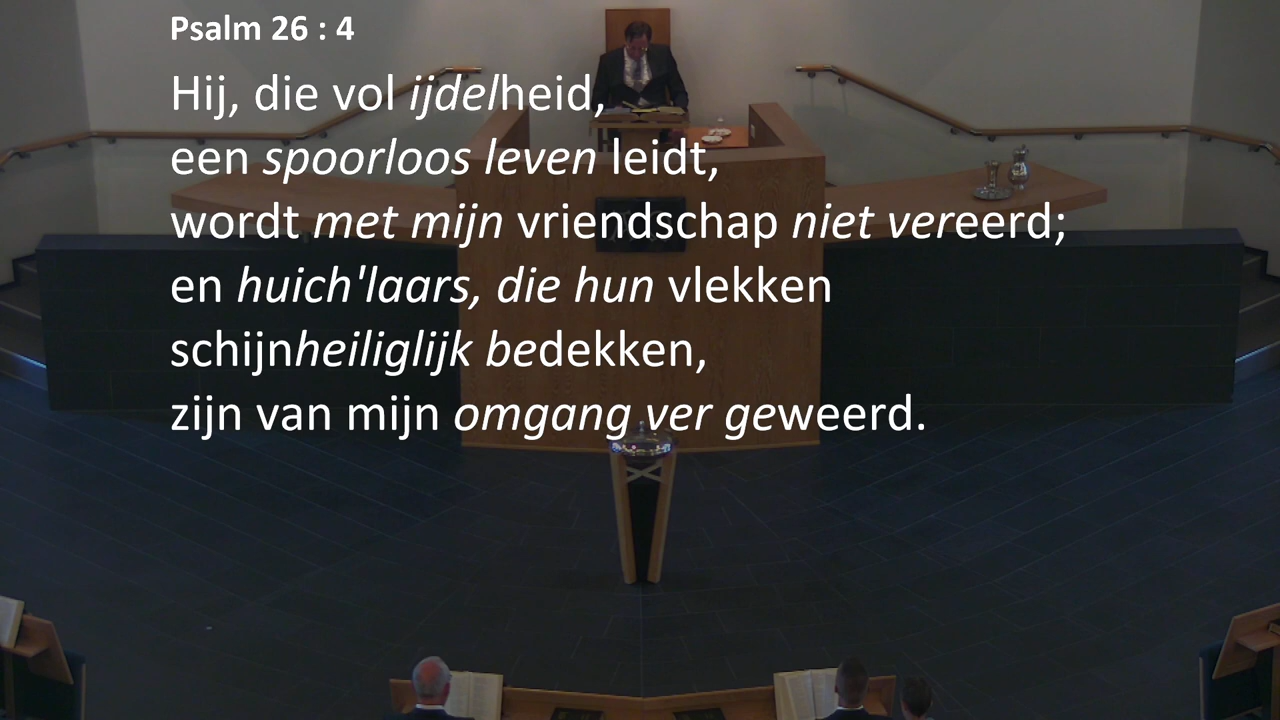 Psalm 26 : 4
Hij, die vol ijdelheid,
een spoorloos leven leidt,
wordt met mijn vriendschap niet vereerd;
en huich'laars, die hun vlekken
schijnheiliglijk bedekken,
zijn van mijn omgang ver geweerd.